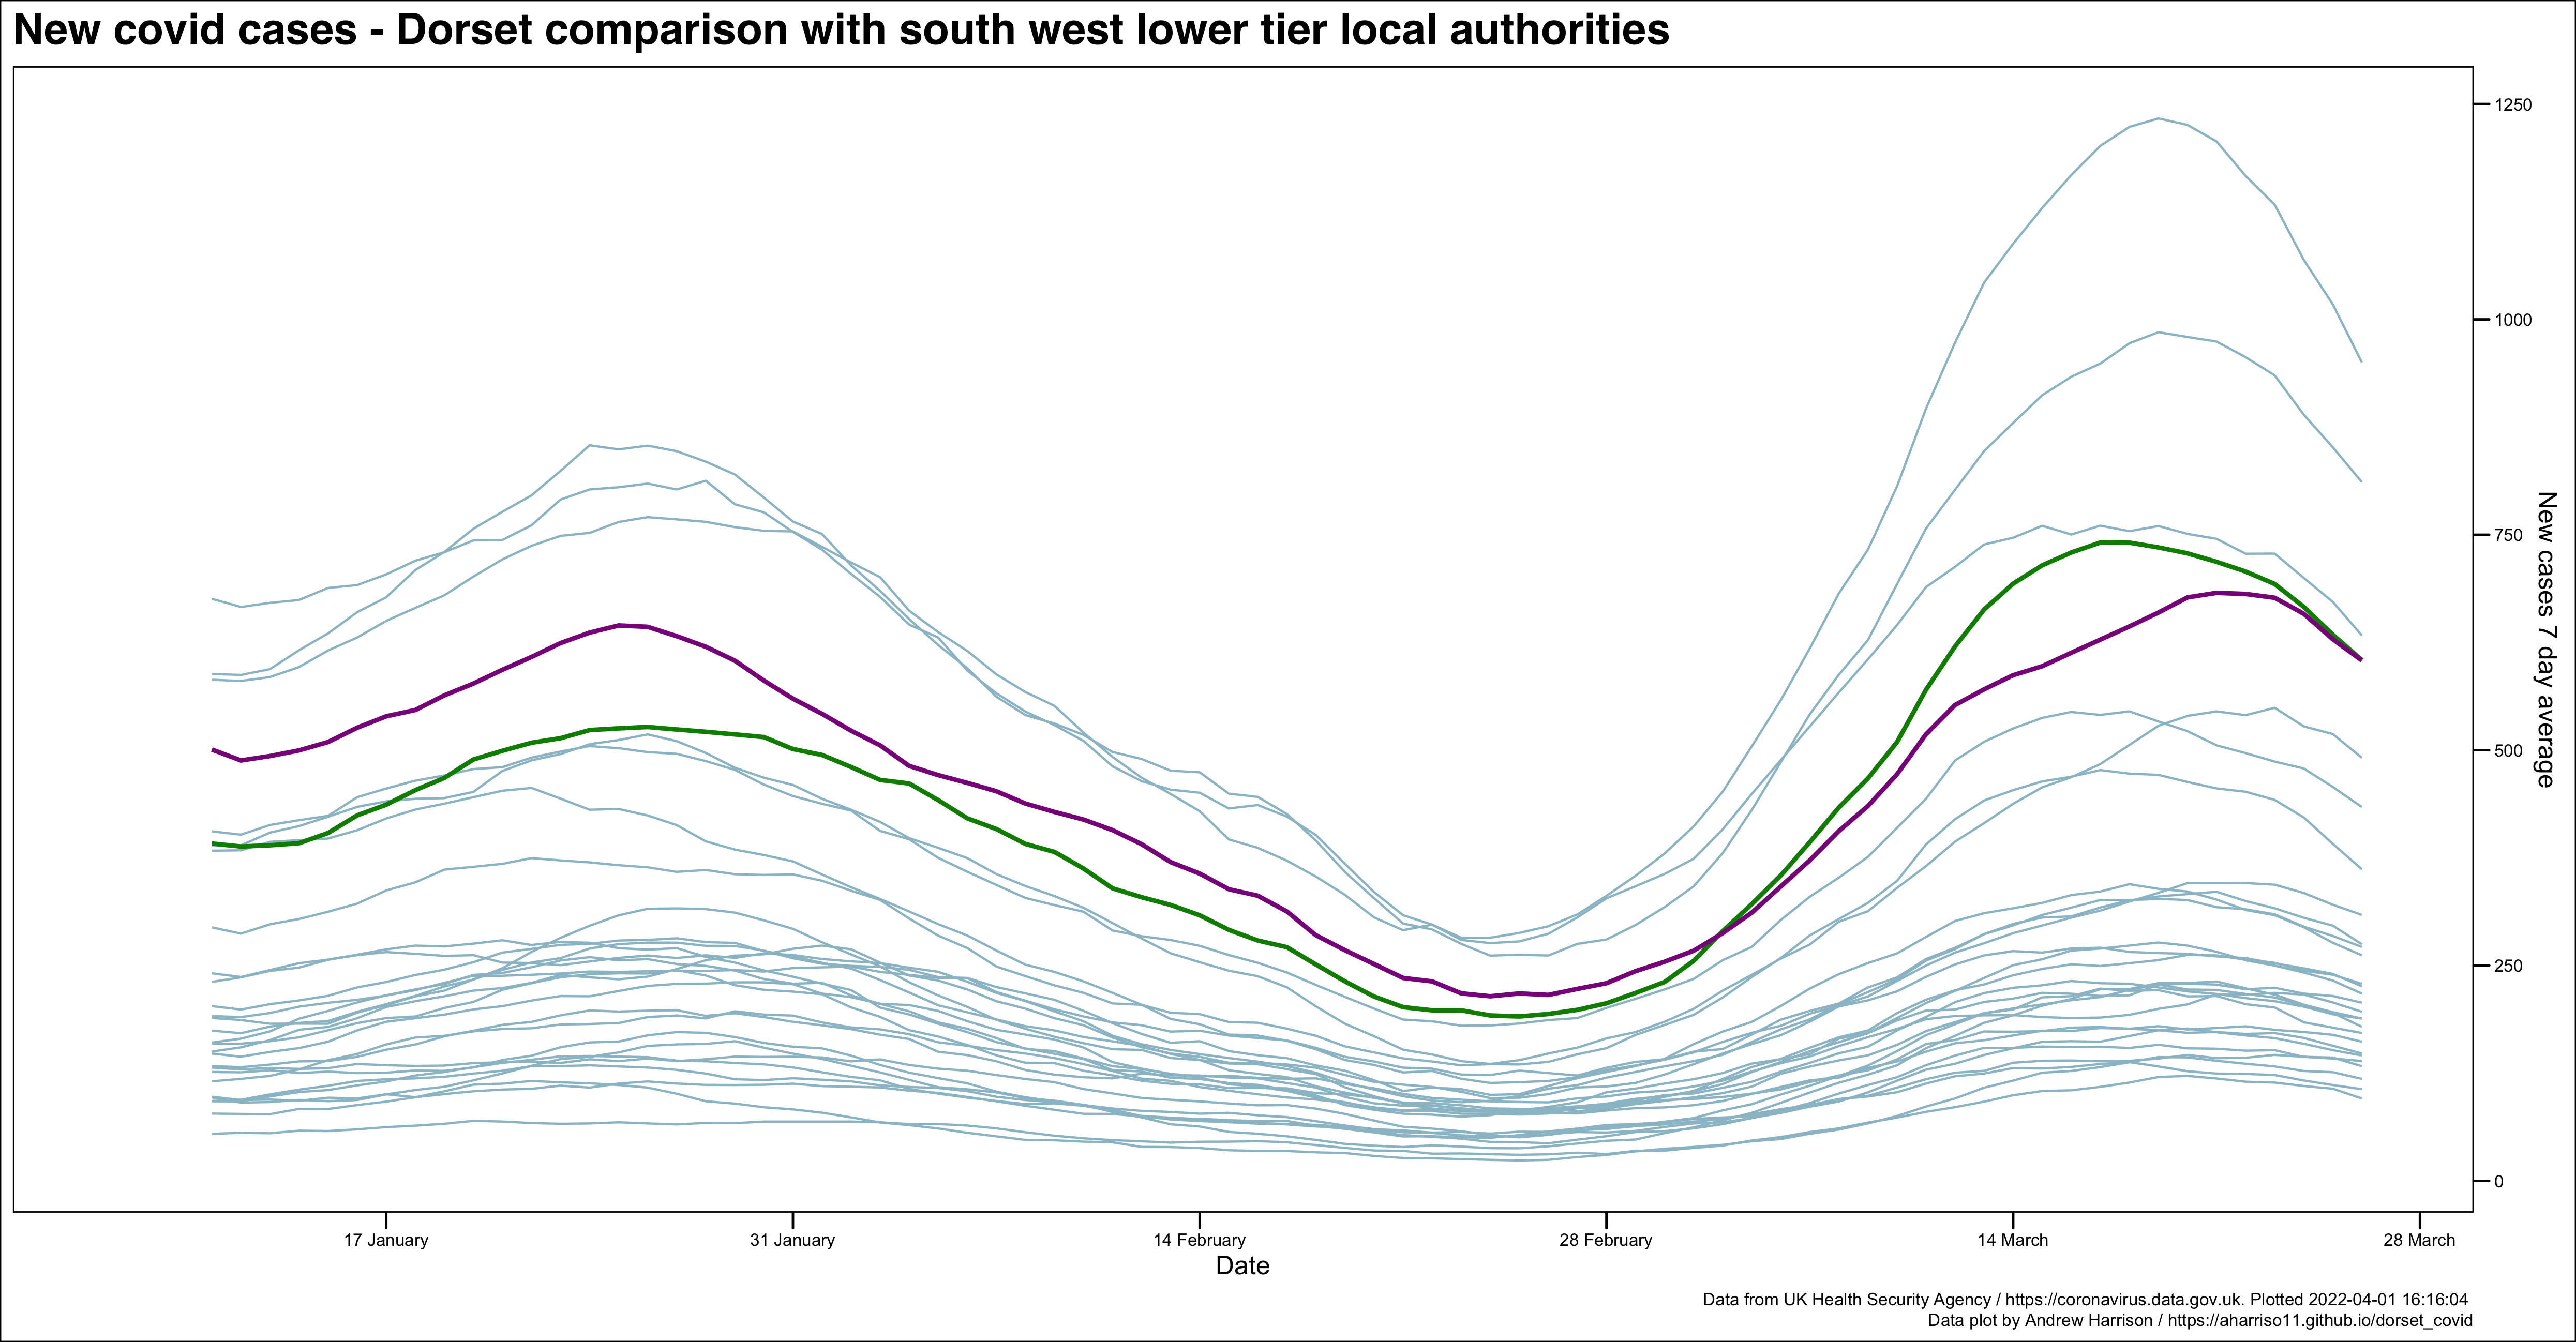 New covid cases - Dorset comparison with south west lower tier local authorities
1250
1000
750
500
250
0
New cases 7 day average
17 January
31 January
14 February
28 February
14 March
28 March
Date
Data from UK Health Security Agency / https://coronavirus.data.gov.uk. Plotted 2022-04-01 16:16:04
Data plot by Andrew Harrison / https://aharriso11.github.io/dorset_covid